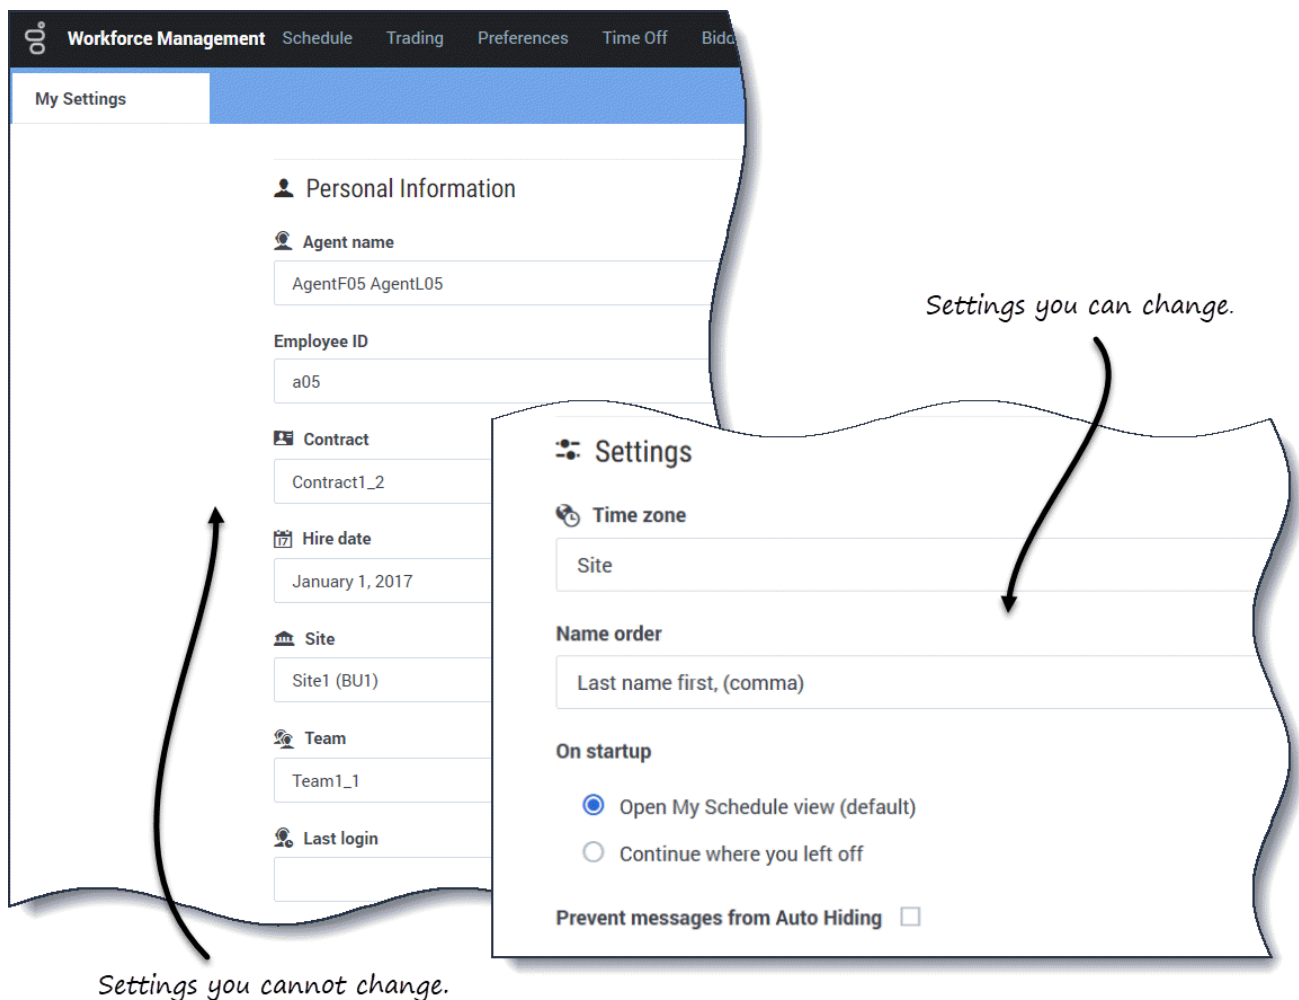 Workforce Management Schedule Trading Preferences Time Off Bidd
My Settings
Personal Information
Agent name
AgentF05 AgentL05
Employee ID
a05
Contract
Contract1_2
Hire date
17
January 1, 2017
Site
Site1 (BU1)
Team
Team1_1
Last login
Settings you cannot change.
Settings you can change.
Settings
Time zone
Site
Name order
Last name first, (comma)
On startup
Open My Schedule view (default)
Continue where you left off
Prevent messages from Auto Hiding